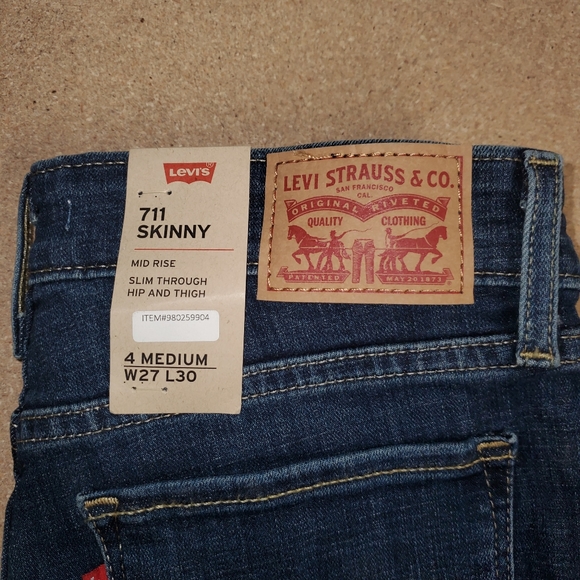 LEVI'S
711
SKINNY
MID RISE
SLIM THROUGH
HIP AND THIGH
ITEM#980259904
4 MEDIUM
W27 L30
LEVI STRAUSS & CO.
SAN FRANCISCO
CAL.
ORIGINAL RIVETED
QUALITY CLOTHING
PATENTED MAY 20 1873